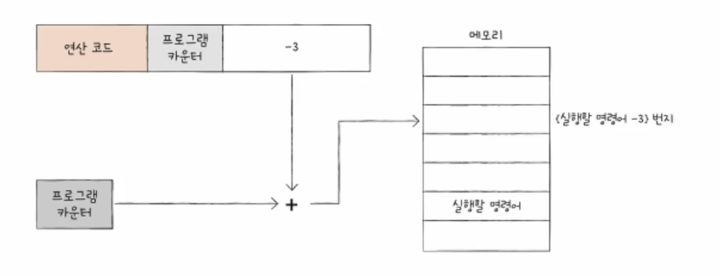 연산 코드
프로그램
카운터
-3
메모리
{실행할 명령어 -3} 번지
프로그램
카운터
+
실행할 명령어